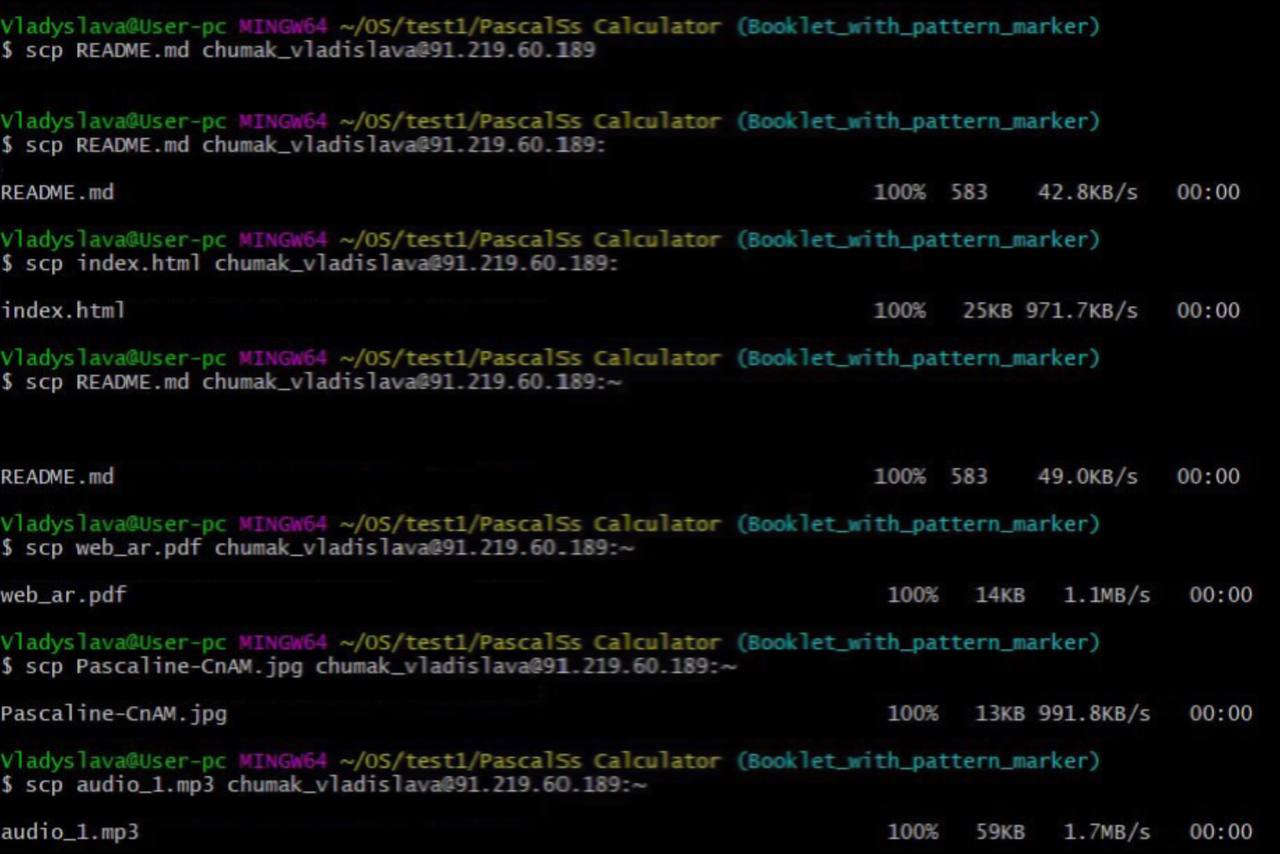 Vladyslava@User-pc MINGW64 ~/OS/test1/PascalSs Calculator (Booklet_with_pattern_marker)
$ scp README.md chumak_vladislava@91.219.60.189
Vladyslava@User-pc MINGW64 ~/OS/test1/PascalSs Calculator (Booklet_with_pattern_marker)
$ scp README.md chumak_vladislava@91.219.60.189:
README.md 100% 583 42.8KB/s 00:00
Vladyslava@User-pc MINGW64 ~/OS/test1/PascalSs Calculator (Booklet_with_pattern_marker)
$ scp index.html chumak_vladislava@91.219.60.189:
index.html 100% 25KB 971.7KB/s 00:00
Vladyslava@User-pc MINGW64 ~/OS/test1/PascalSs Calculator (Booklet_with_pattern_marker)
$ scp README.md chumak_vladislava@91.219.60.189:~
README.md 100% 583 49.0KB/s 00:00
Vladyslava@User-pc MINGW64 ~/OS/test1/PascalSs Calculator (Booklet_with_pattern_marker)
$ scp web_ar.pdf chumak_vladislava@91.219.60.189:~
web_ar.pdf 100% 14KB 1.1MB/s 00:00
Vladyslava@User-pc MINGW64 ~/OS/test1/PascalSs Calculator (Booklet_with_pattern_marker)
$ scp Pascaline-CnAM.jpg chumak_vladislava@91.219.60.189:~
Pascaline-CnAM.jpg 100% 13KB 991.8KB/s 00:00
Vladyslava@User-pc MINGW64 ~/OS/test1/PascalSs Calculator (Booklet_with_pattern_marker)
$ scp audio_1.mp3 chumak_vladislava@91.219.60.189:~
audio_1.mp3 100% 59KB 1.7MB/s 00:00